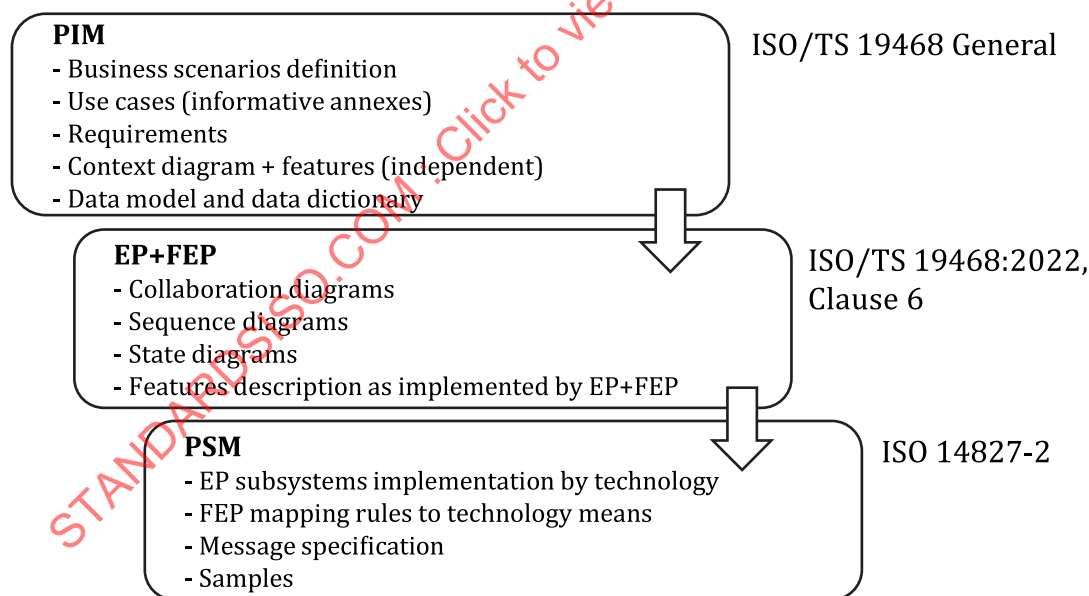 PIM
- Business scenarios definition
- Use cases (informative annexes)
- Requirements
- Context diagram + features (independent)
- Data model and data dictionary
ISO/TS 19468 General
EP+FEP
- Collaboration diagrams
- Sequence diagrams
- State diagrams
- Features description as implemented by EP+FEP
ISO/TS 19468:2022,
Clause 6
PSM
- EP subsystems implementation by technology
- FEP mapping rules to technology means
- Message specification
- Samples
ISO 14827-2
STANDARDSISO.COM : Click to vie